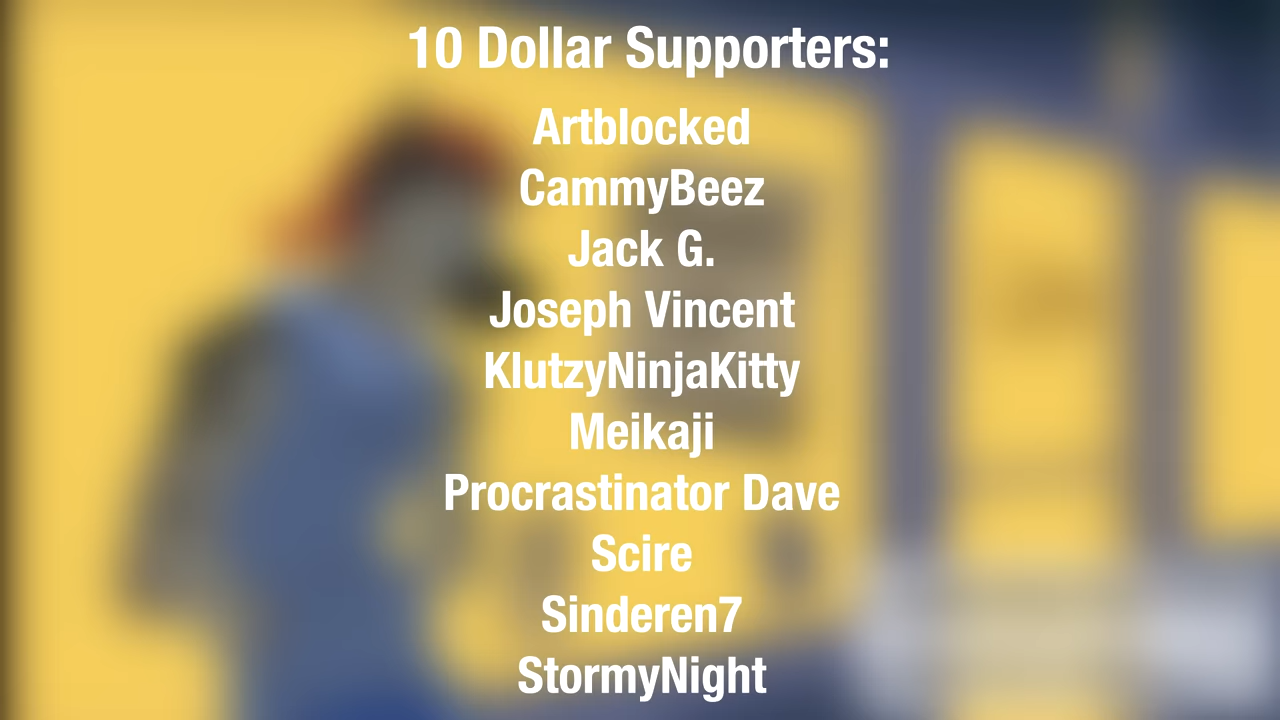 10 Dollar Supporters:
Artblocked
CammyBeez
Jack G.
Joseph Vincent
KlutzyNinjaKitty
Meikaji
Procrastinator Dave
Scire
Sinderen7
StormyNight